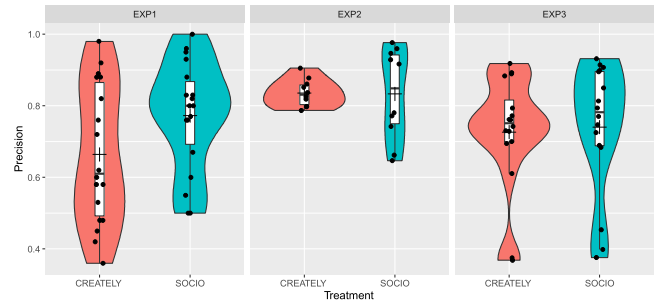 EXP1 EXP2 EXP3
Precision
1.0
0.8
0.6
0.4
CREATELY SOCIO CREATELY SOCIO CREATELY SOCIO
Treatment